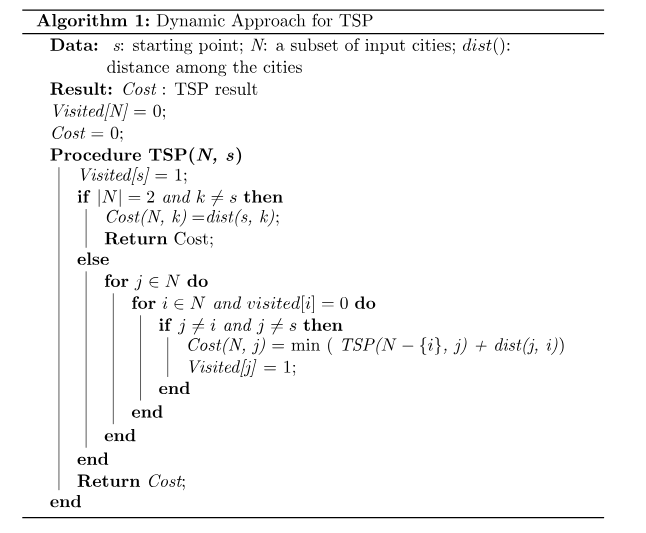 Algorithm 1: Dynamic Approach for TSP
Data: s: starting point; N: a subset of input cities; dist():
distance among the cities
Result: Cost : TSP result
Visited[N] = 0;
Cost = 0;
Procedure TSP(N, s)
Visited[s] = 1;
if |N| = 2 and k ≠ s then
Cost(N, k) =dist(s, k);
Return Cost;
else
for j ∈ N do
for i ∈ N and visited[i] = 0 do
if j ≠ i and j ≠ s then
Cost(N, j) = min ( TSP(N − {i}, j) + dist(j, i))
Visited[j] = 1;
end
end
end
end
Return Cost;
end